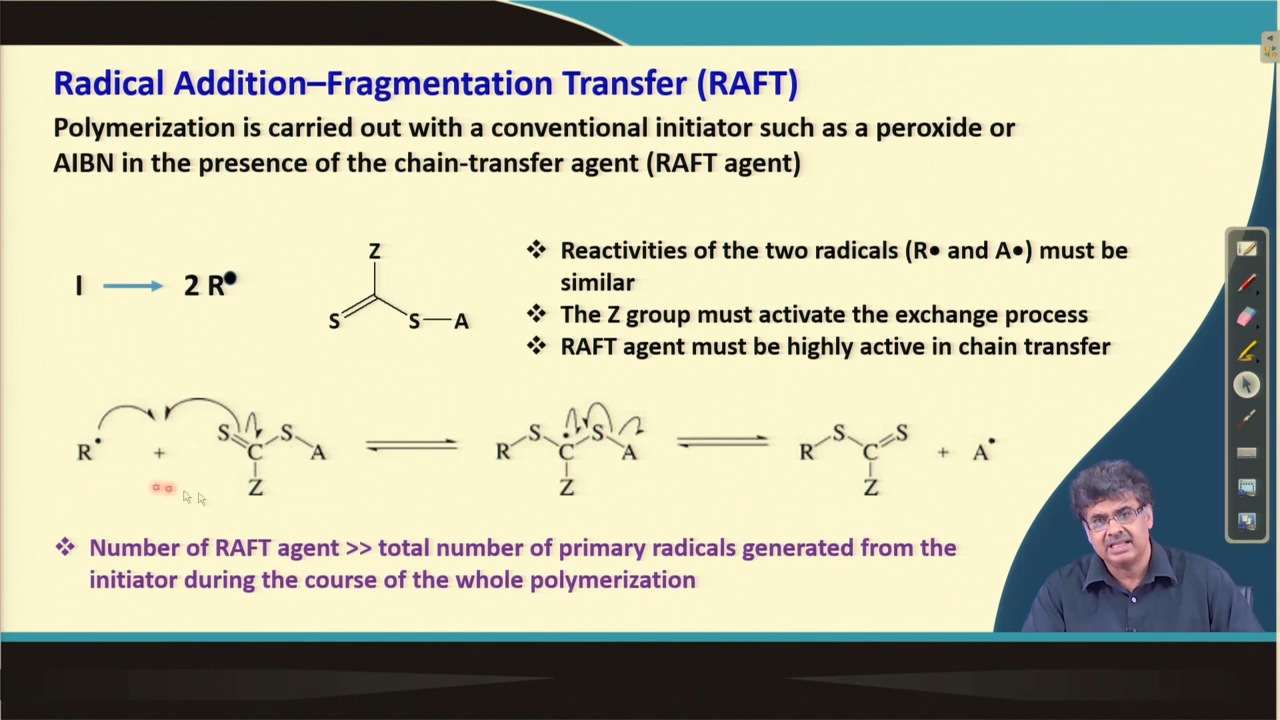 Radical Addition–Fragmentation Transfer (RAFT)
Polymerization is carried out with a conventional initiator such as a peroxide or
AIBN in the presence of the chain-transfer agent (RAFT agent)
I 2 R•
Z
S S A
❖ Reactivities of the two radicals (R• and A•) must be
similar
❖ The Z group must activate the exchange process
❖ RAFT agent must be highly active in chain transfer
S S S S S S
R• + C A R C A R C + A•
Z Z Z
❖ Number of RAFT agent >> total number of primary radicals generated from the
initiator during the course of the whole polymerization